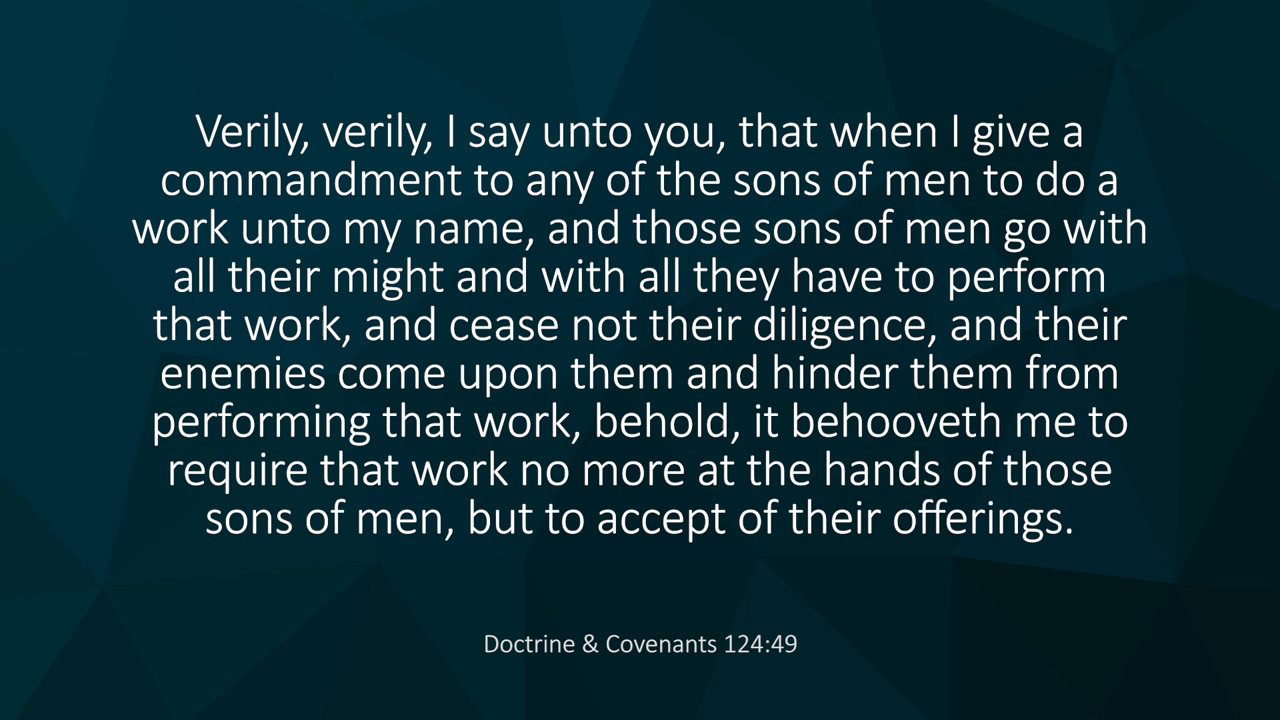 Verily, verily, I say unto you, that when I give a
commandment to any of the sons of men to do a
work unto my name, and those sons of men go with
all their might and with all they have to perform
that work, and cease not their diligence, and their
enemies come upon them and hinder them from
performing that work, behold, it behooveth me to
require that work no more at the hands of those
sons of men, but to accept of their offerings.
Doctrine & Covenants 124:49